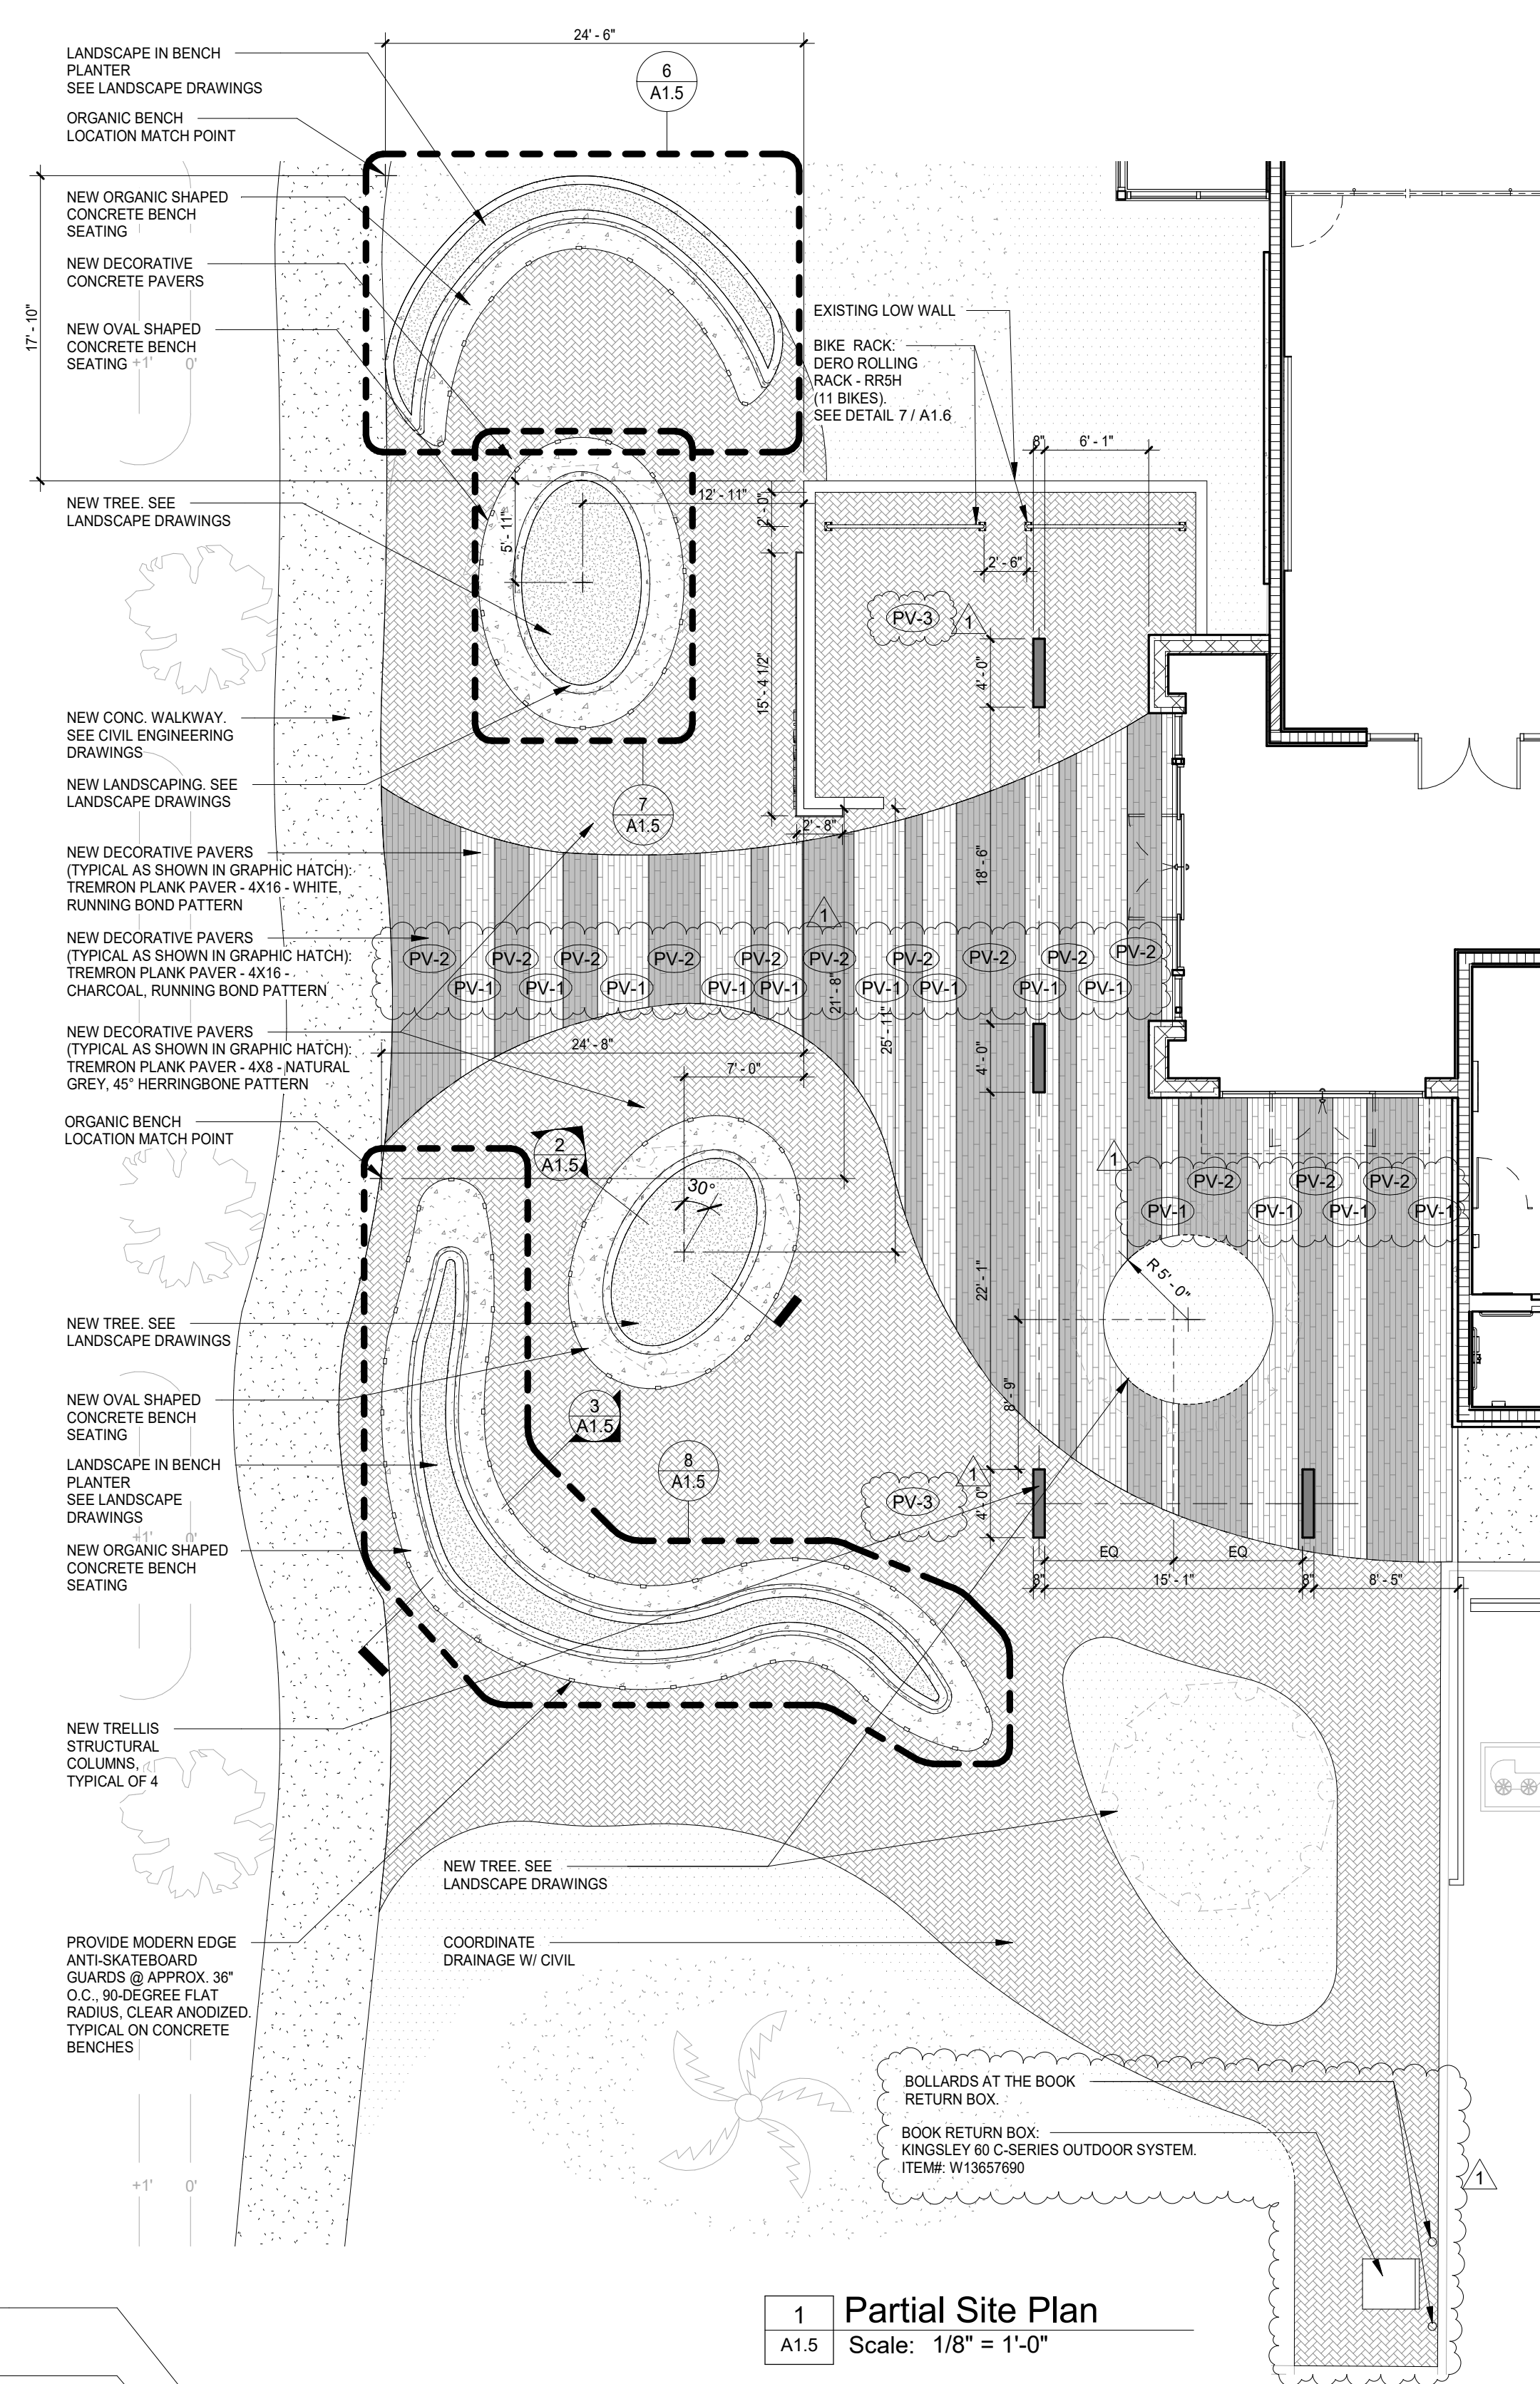 24' - 6"
LANDSCAPE IN BENCH
PLANTER
SEE LANDSCAPE DRAWINGS
6
A1.5
ORGANIC BENCH
LOCATION MATCH POINT
17' - 10"
NEW ORGANIC SHAPED
CONCRETE BENCH
SEATING
NEW DECORATIVE
CONCRETE PAVERS
NEW OVAL SHAPED
CONCRETE BENCH
SEATING
+1' 0'
EXISTING LOW WALL
BIKE RACK:
DERO ROLLING
RACK - RR5H
(11 BIKES).
SEE DETAIL 7 / A1.6
8" 6' - 1"
NEW TREE. SEE
LANDSCAPE DRAWINGS
12' - 11"
2' - 0"
5' - 11"
2' - 6"
PV-3
1
4' - 0"
15' - 4 1/2"
NEW CONC. WALKWAY.
SEE CIVIL ENGINEERING
DRAWINGS
NEW LANDSCAPING. SEE
LANDSCAPE DRAWINGS
7
A1.5
2' - 8"
18' - 6"
NEW DECORATIVE PAVERS
(TYPICAL AS SHOWN IN GRAPHIC HATCH):
TREMRON PLANK PAVER - 4X16 - WHITE,
RUNNING BOND PATTERN
1
NEW DECORATIVE PAVERS
(TYPICAL AS SHOWN IN GRAPHIC HATCH):
TREMRON PLANK PAVER - 4X16 -
CHARCOAL, RUNNING BOND PATTERN
PV-2 PV-2 PV-2 PV-2 PV-2 PV-2 PV-2 PV-2 PV-2 PV-2
PV-1 PV-1 PV-1 PV-1 PV-1 PV-1 PV-1 PV-1 PV-1
21' - 8"
25' - 11"
NEW DECORATIVE PAVERS
(TYPICAL AS SHOWN IN GRAPHIC HATCH):
TREMRON PLANK PAVER - 4X8 - NATURAL
GREY, 45° HERRINGBONE PATTERN
24' - 8"
7' - 0"
4' - 0"
ORGANIC BENCH
LOCATION MATCH POINT
2
A1.5
30°
1
PV-2 PV-2 PV-2
PV-1 PV-1 PV-1 PV-1
R 5' - 0"
22' - 1"
8' - 9"
NEW TREE. SEE
LANDSCAPE DRAWINGS
NEW OVAL SHAPED
CONCRETE BENCH
SEATING
3
A1.5
8
A1.5
LANDSCAPE IN BENCH
PLANTER
SEE LANDSCAPE
DRAWINGS
+1' 0'
PV-3
1
4' - 0"
NEW ORGANIC SHAPED
CONCRETE BENCH
SEATING
EQ EQ
8" 15' - 1" 8" 8' - 5"
NEW TRELLIS
STRUCTURAL
COLUMNS,
TYPICAL OF 4
NEW TREE. SEE
LANDSCAPE DRAWINGS
PROVIDE MODERN EDGE
ANTI-SKATEBOARD
GUARDS @ APPROX. 36"
O.C., 90-DEGREE FLAT
RADIUS, CLEAR ANODIZED.
TYPICAL ON CONCRETE
BENCHES
COORDINATE
DRAINAGE W/ CIVIL
BOLLARDS AT THE BOOK
RETURN BOX.
BOOK RETURN BOX:
KINGSLEY 60 C-SERIES OUTDOOR SYSTEM.
ITEM#: W13657690
+1' 0'
1
1
A1.5
Partial Site Plan
Scale: 1/8" = 1'-0"